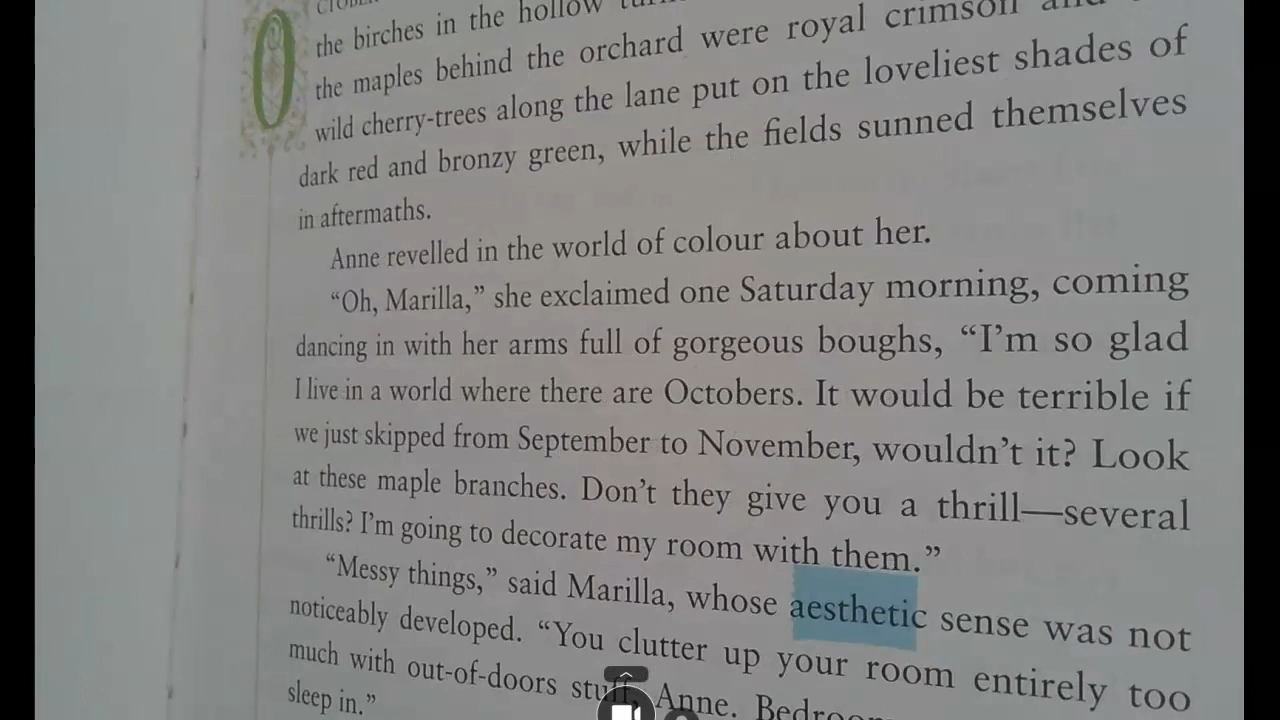 O
the birches in the hollow
the maples behind the orchard were royal crimson and
wild cherry-trees along the lane put on the loveliest shades of
dark red and bronzy green, while the fields sunned themselves
in aftermaths.
Anne revelled in the world of colour about her.
“Oh, Marilla,” she exclaimed one Saturday morning, coming
dancing in with her arms full of gorgeous boughs, “I’m so glad
I live in a world where there are Octobers. It would be terrible if
we just skipped from September to November, wouldn’t it? Look
at these maple branches. Don’t they give you a thrill—several
thrills? I’m going to decorate my room with them.”
“Messy things,” said Marilla, whose aesthetic sense was not
noticeably developed. “You clutter up your room entirely too
much with out-of-doors stuff, Anne.
sleep in.”